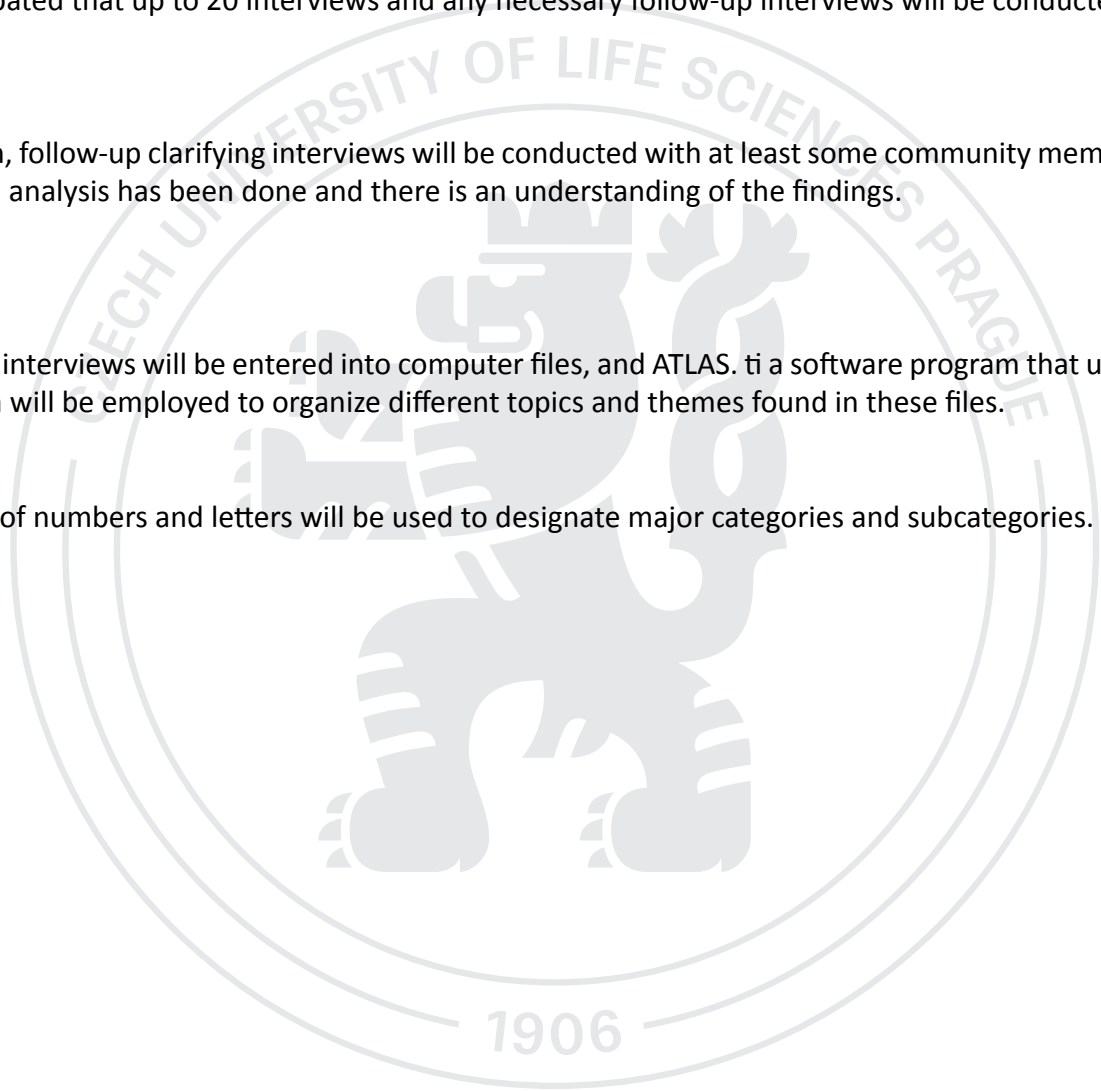 pated that up to 20 interviews and any necessary follow-up interviews will be conducte
CZECH UNIVERSITY OF LIFE SCIENCES PRAGUE
, follow-up clarifying interviews will be conducted with at least some community mem
analysis has been done and there is an understanding of the findings.
interviews will be entered into computer files, and ATLAS. ti a software program that u
will be employed to organize different topics and themes found in these files.
of numbers and letters will be used to designate major categories and subcategories.
1906